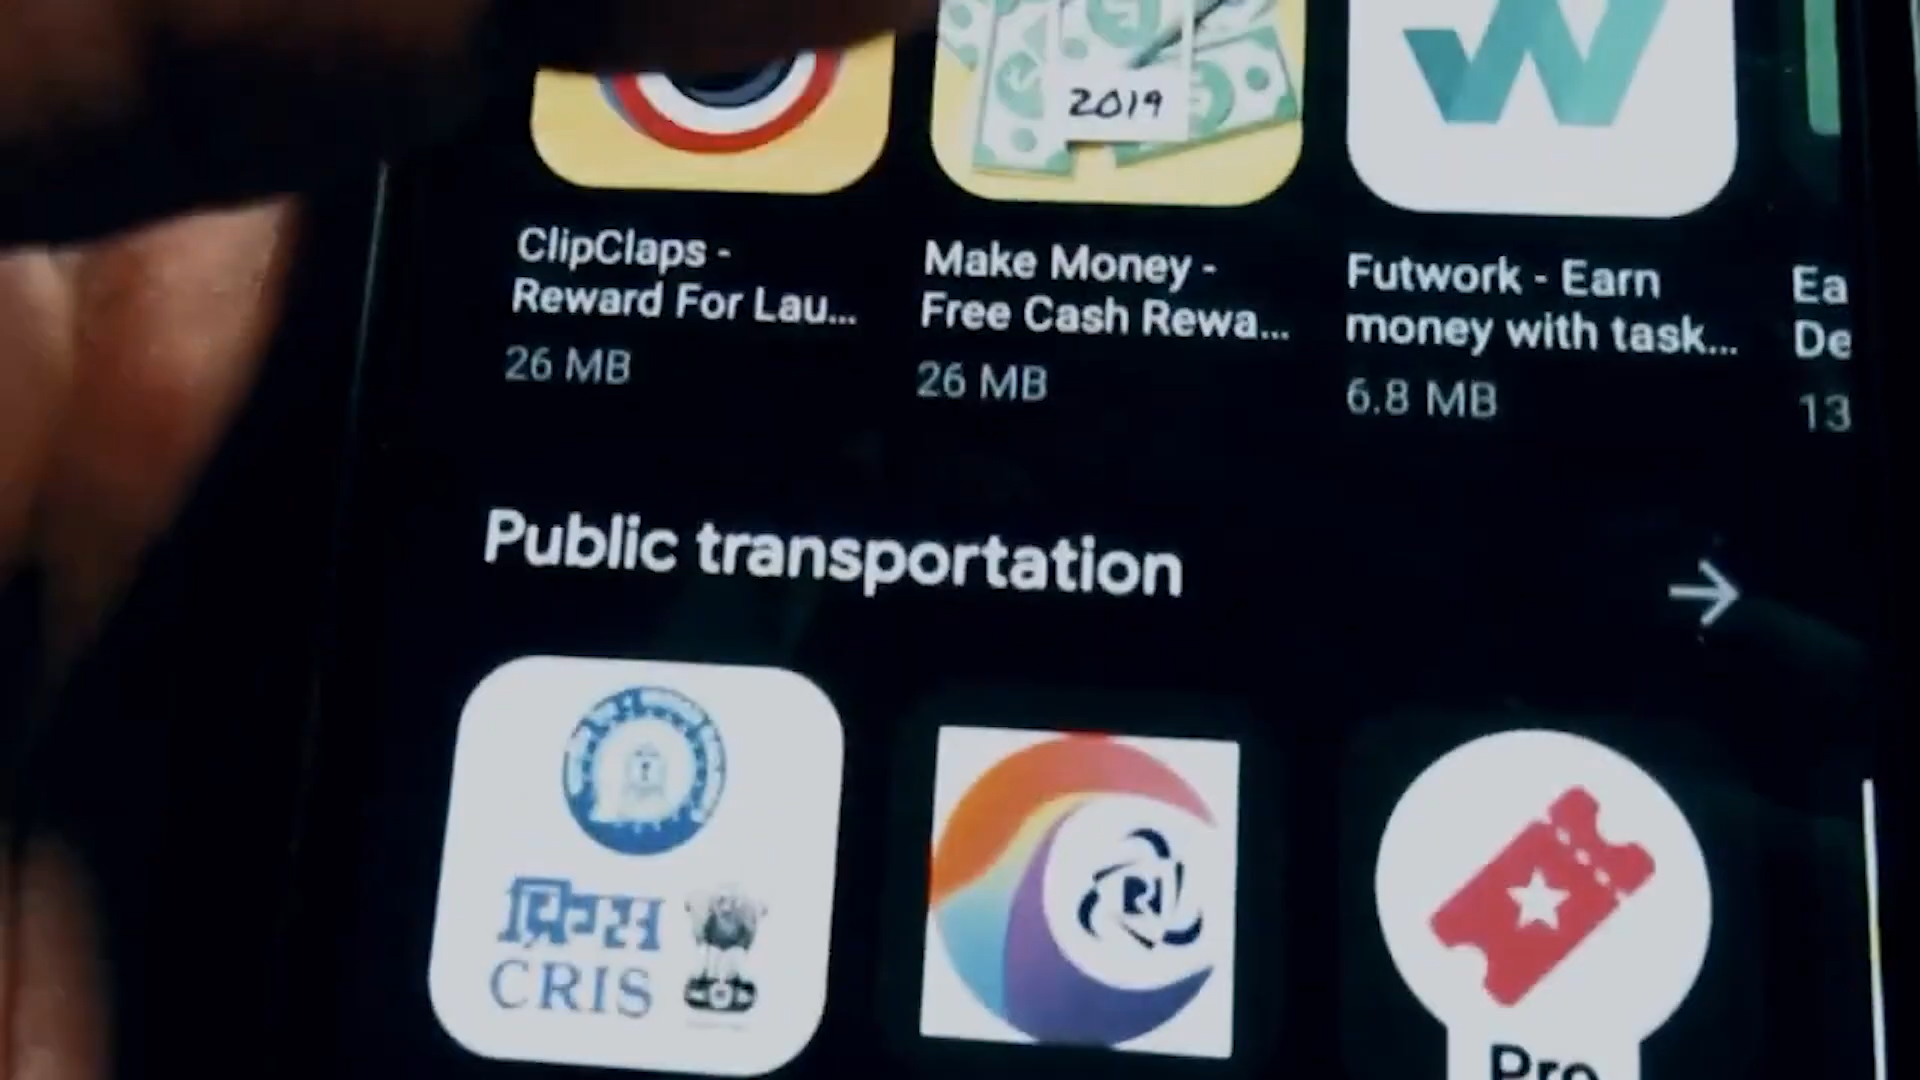 2019
ClipClaps -
Reward For Lau...
26 MB
Make Money -
Free Cash Rewa...
26 MB
Futwork - Earn
money with task...
6.8 MB
Ea
De
13
Public transportation
क्रिस
CRIS
Pro